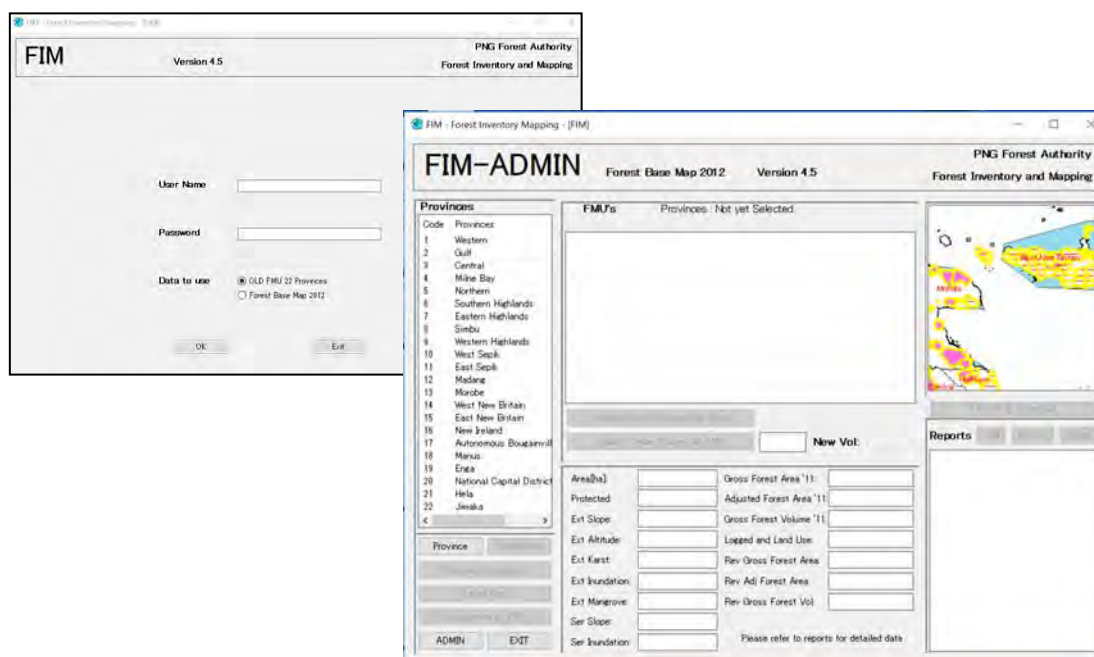 FIM
Version 4.5
PNG Forest Authority
Forest Inventory and Mapping
User Name
Password
Data to use
OLD FMU 22 Provinces
Forest Base Map 2012
OK
Exit
FIM - Forest Inventory Mapping - [FIM]
FIM-ADMIN
Forest Base Map 2012
Version 4.5
PNG Forest Authority
Forest Inventory and Mapping
Provinces
Code Provinces
1 Western
2 Gulf
3 Central
4 Milne Bay
5 Northern
6 Southern Highlands
7 Eastern Highlands
8 Simbu
9 Western Highlands
10 West Sepik
11 East Sepik
12 Madang
13 Morobe
14 West New Britain
15 East New Britain
16 New Ireland
17 Autonomous Bougainvill
18 Manus
19 Enga
20 National Capital District
21 Hela
22 Jiwaka
Province
ADMIN
EXIT
FMU's
Provinces : Not yet Selected
New Vol:
Area[ha]:
Protected:
Ext Slope:
Ext Altitude:
Ext Karst:
Ext Inundation:
Ext Mangrove:
Ser Slope:
Ser Inundation:
Gross Forest Area '11:
Adjusted Forest Area '11:
Gross Forest Volume '11:
Logged and Land Use:
Rev Gross Forest Area
Rev Adj Forest Area
Rev Gross Forest Vol
Please refer to reports for detailed data
Reports